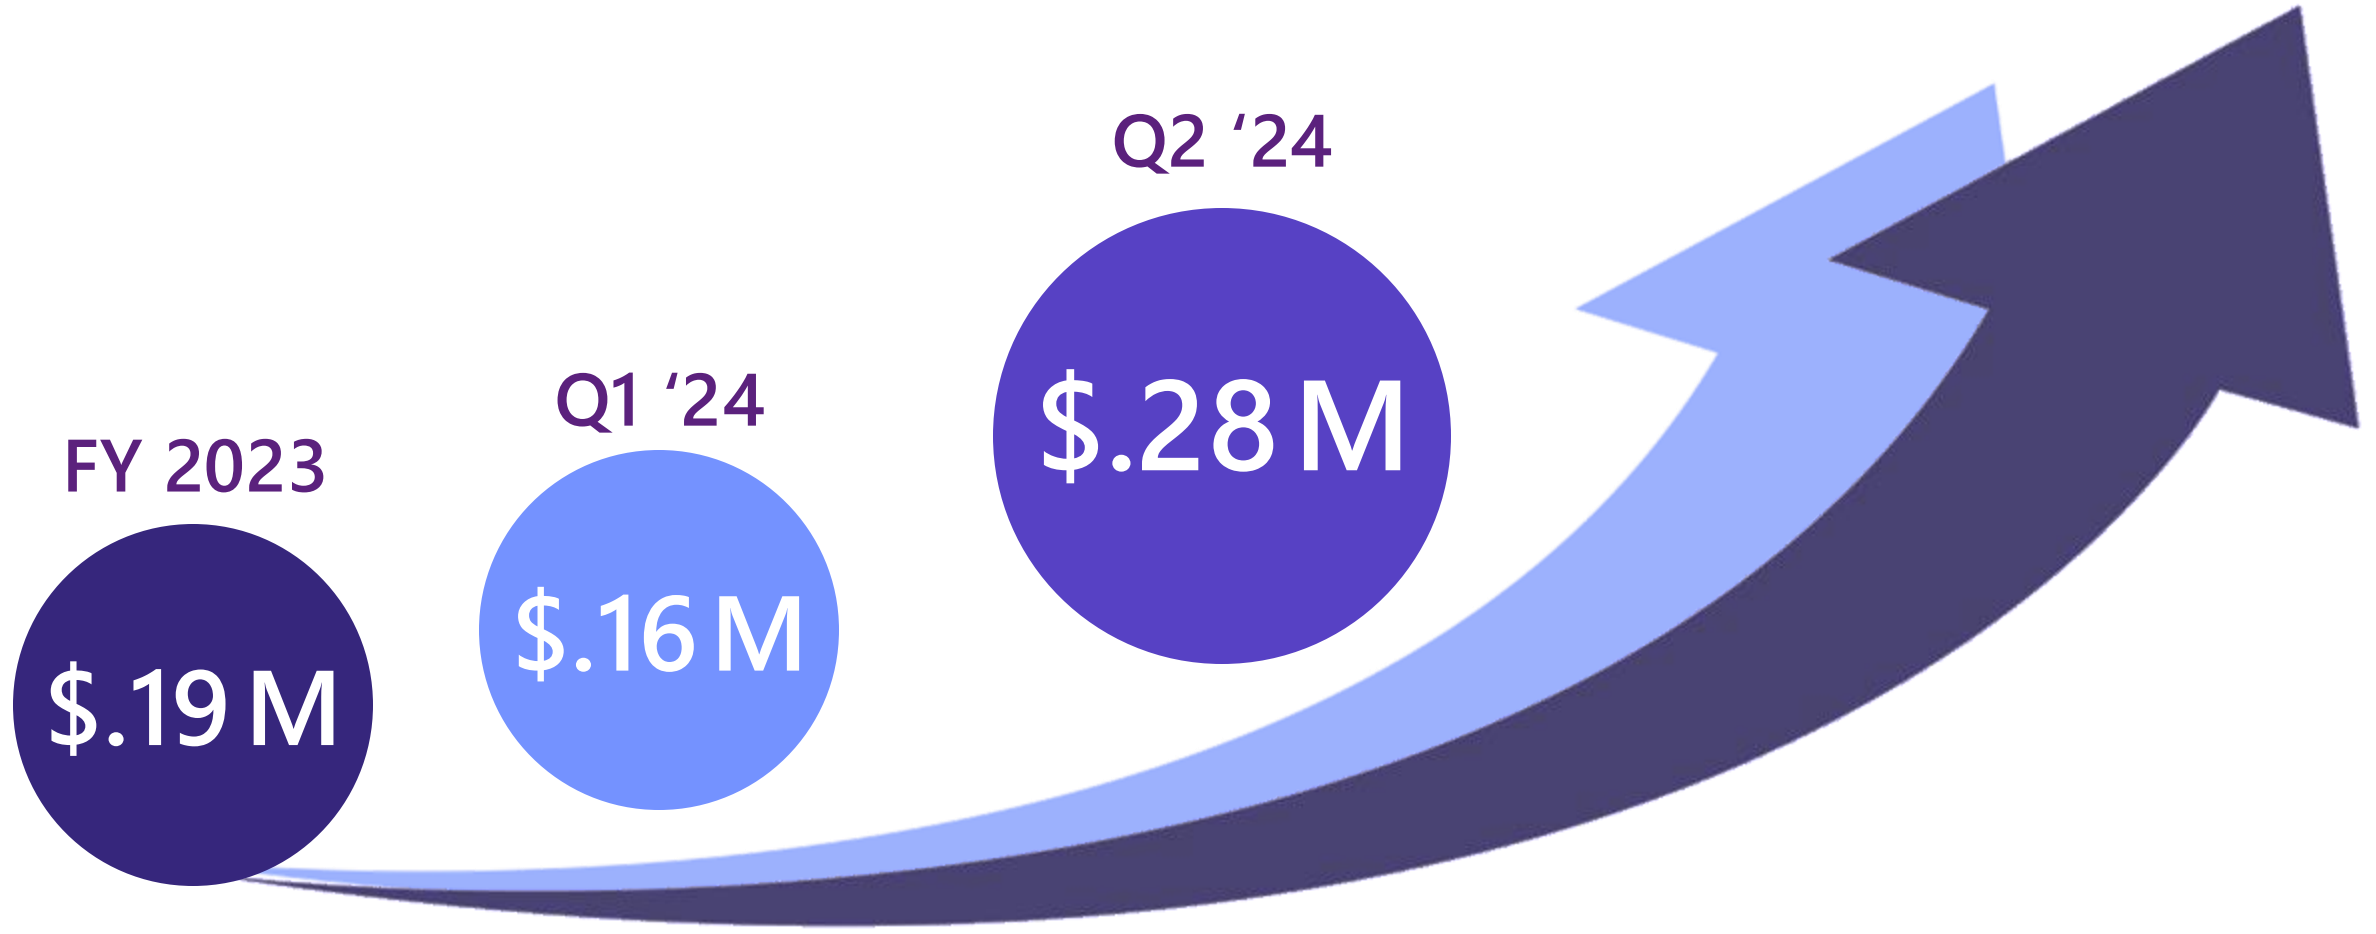 FY 2023
$.19 M
Q1 ‘24
$.16 M
Q2 ‘24
$.28 M